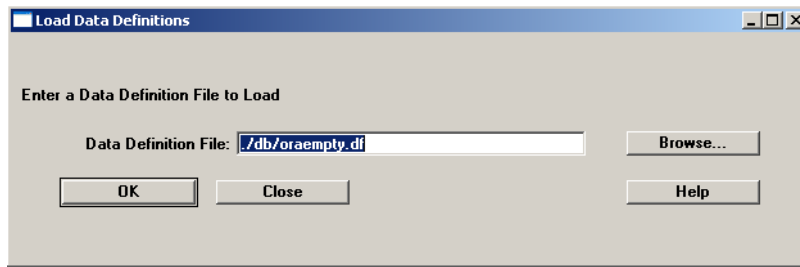 Load Data Definitions
Enter a Data Definition File to Load
Data Definition File: ./db/oraempty.df Browse...
OK Close Help